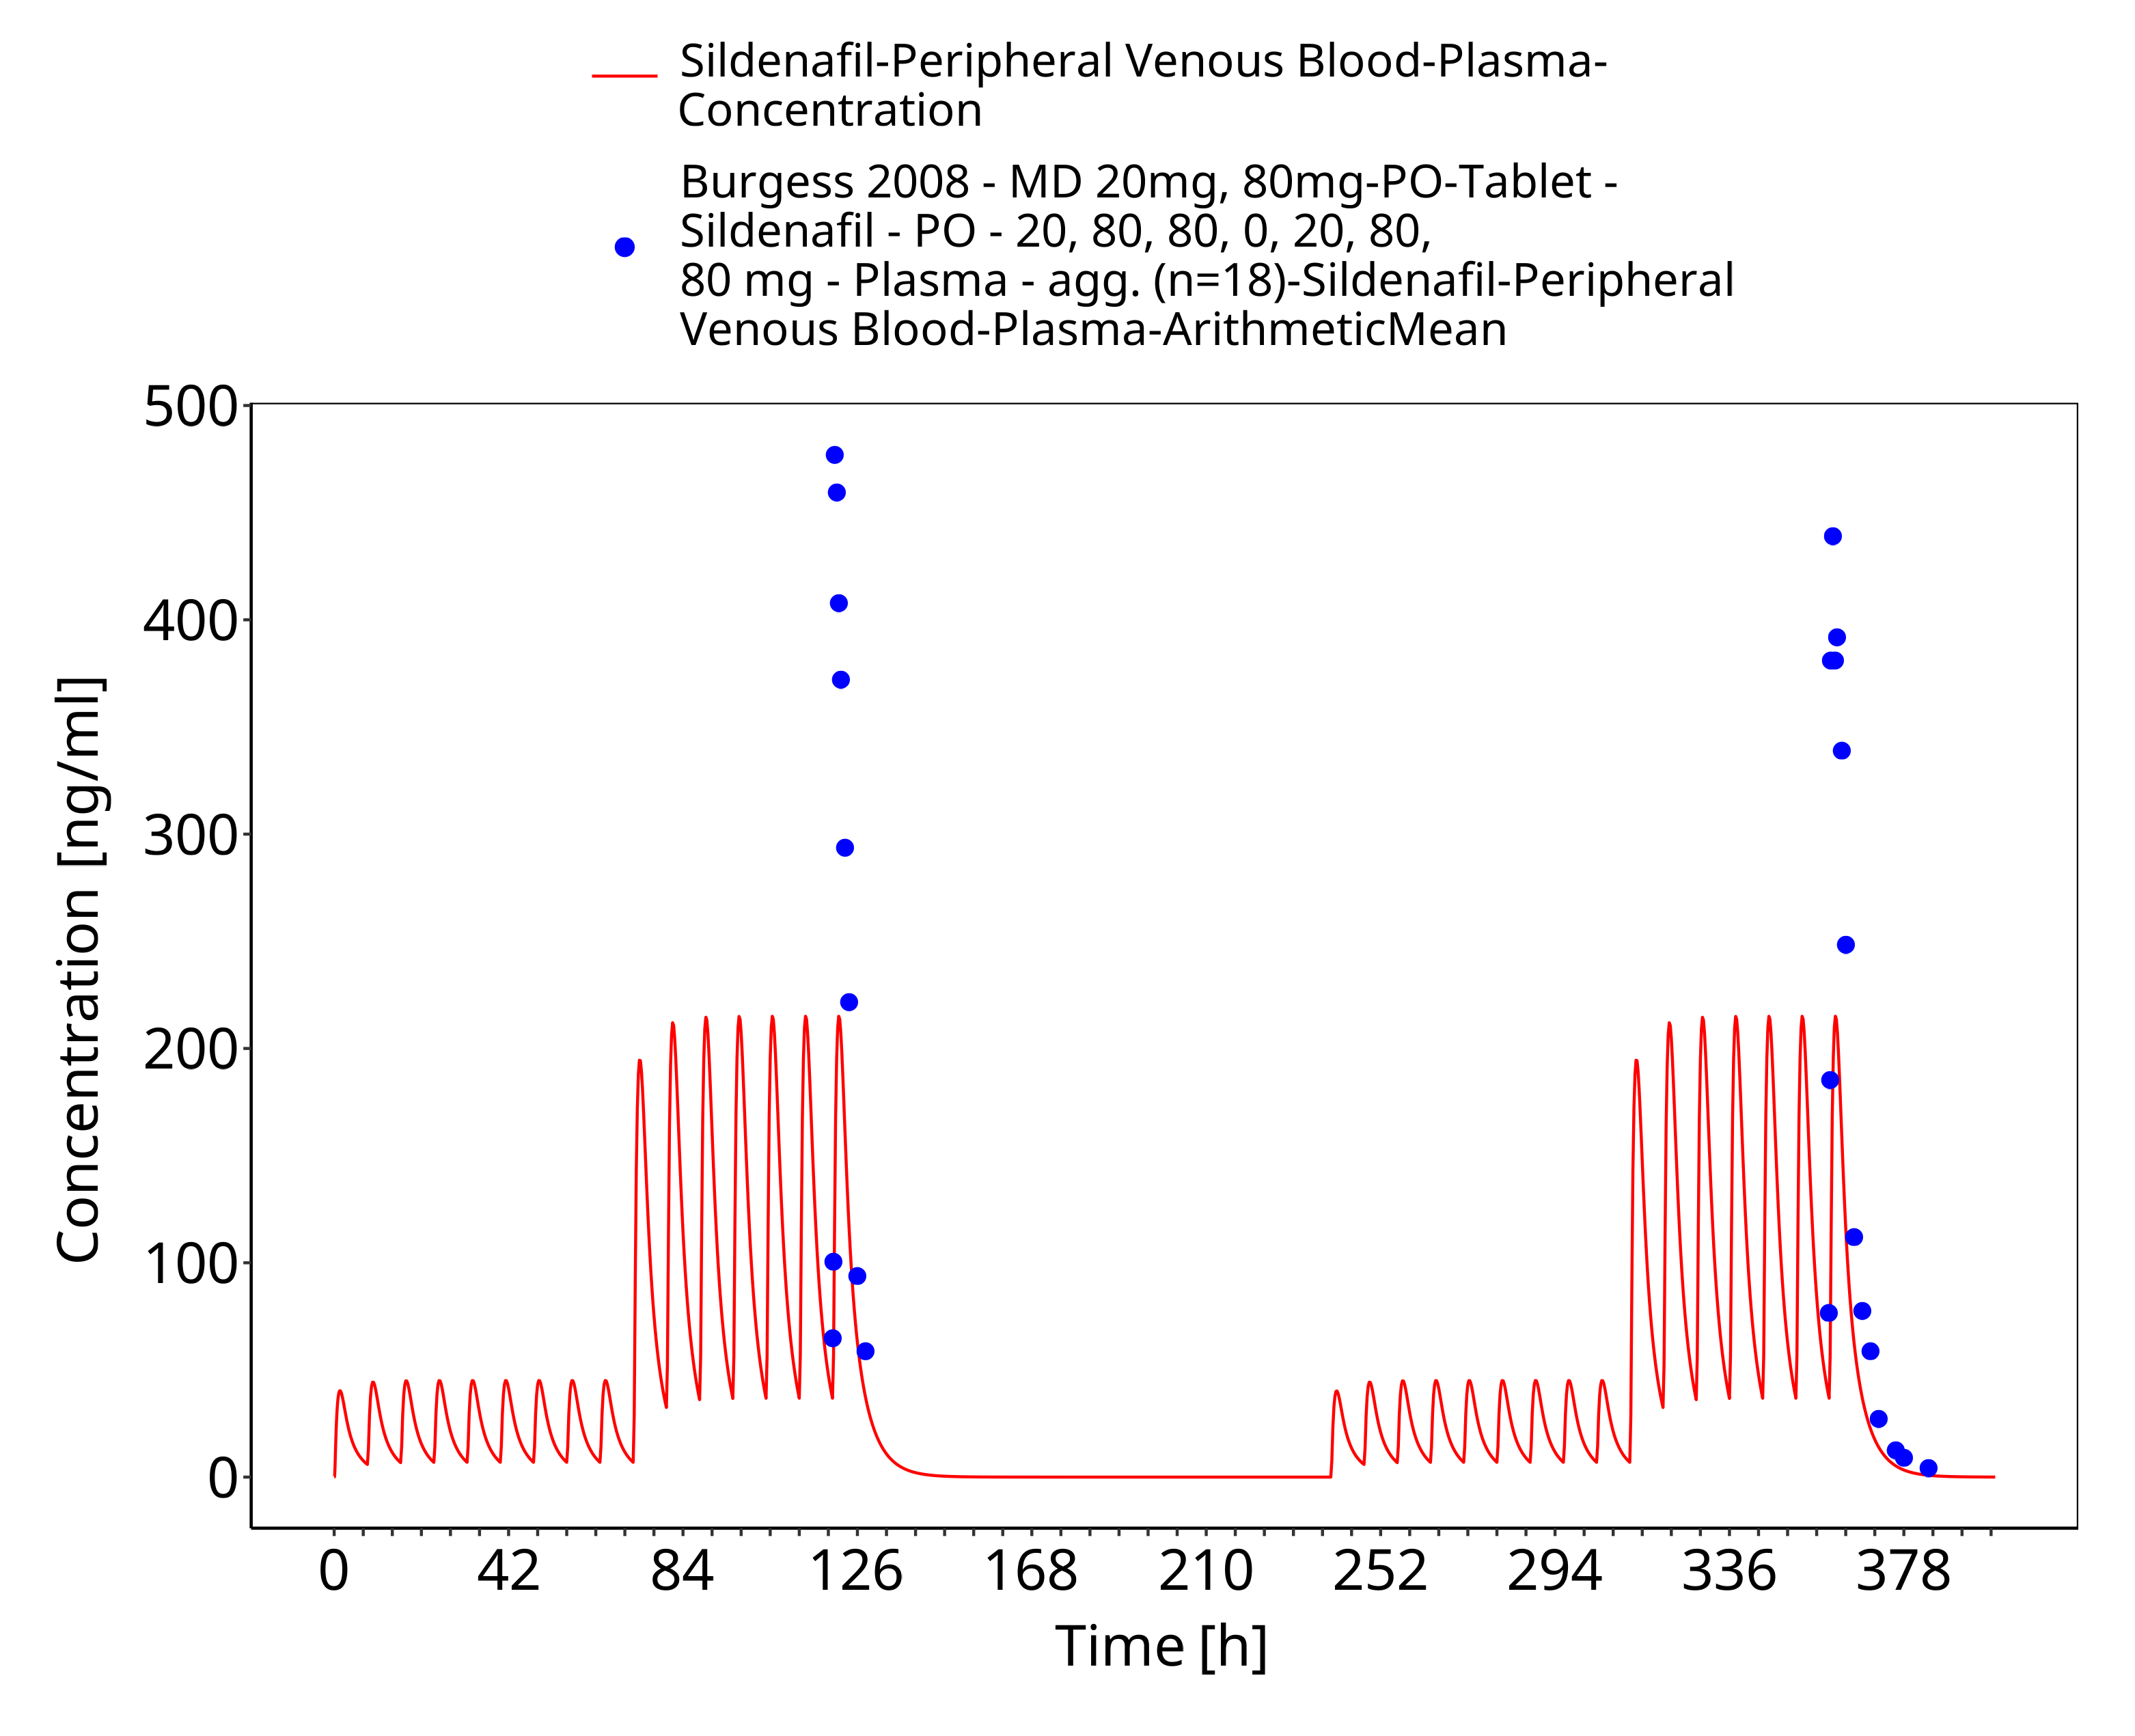 Sildenafil-Peripheral Venous Blood-Plasma-
Concentration
Burgess 2008 - MD 20mg, 80mg-PO-Tablet -
Sildenafil - PO - 20, 80, 80, 0, 20, 80,
80 mg - Plasma - agg. (n=18)-Sildenafil-Peripheral
Venous Blood-Plasma-ArithmeticMean
500
400
300
200
100
0
Concentration [ng/ml]
0 42 84 126 168 210 252 294 336 378
Time [h]